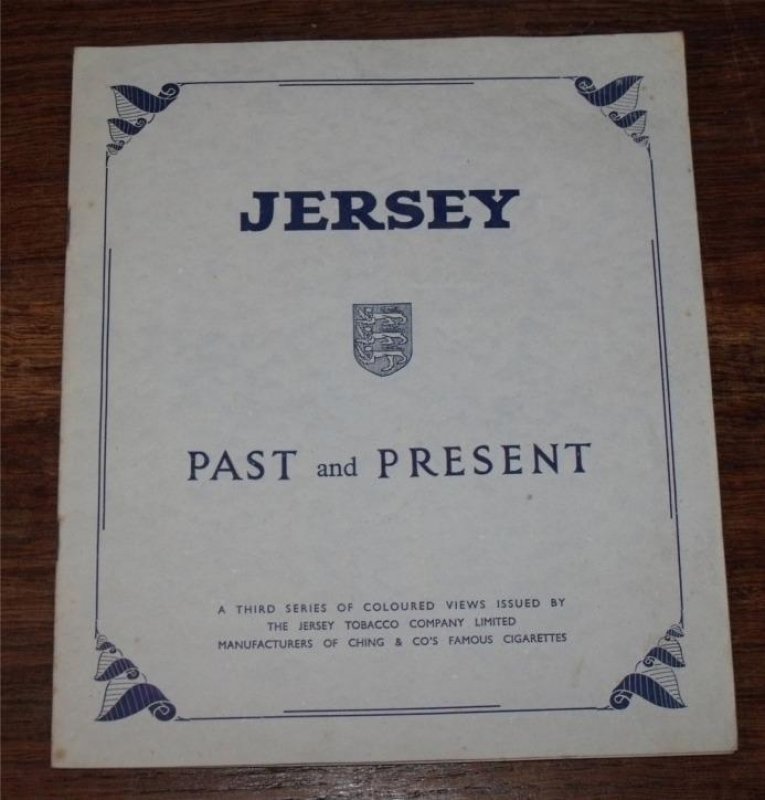 JERSEY
PAST and PRESENT
A THIRD SERIES OF COLOURED VIEWS ISSUED BY
THE JERSEY TOBACCO COMPANY LIMITED
MANUFACTURERS OF CHING & CO'S FAMOUS CIGARETTES